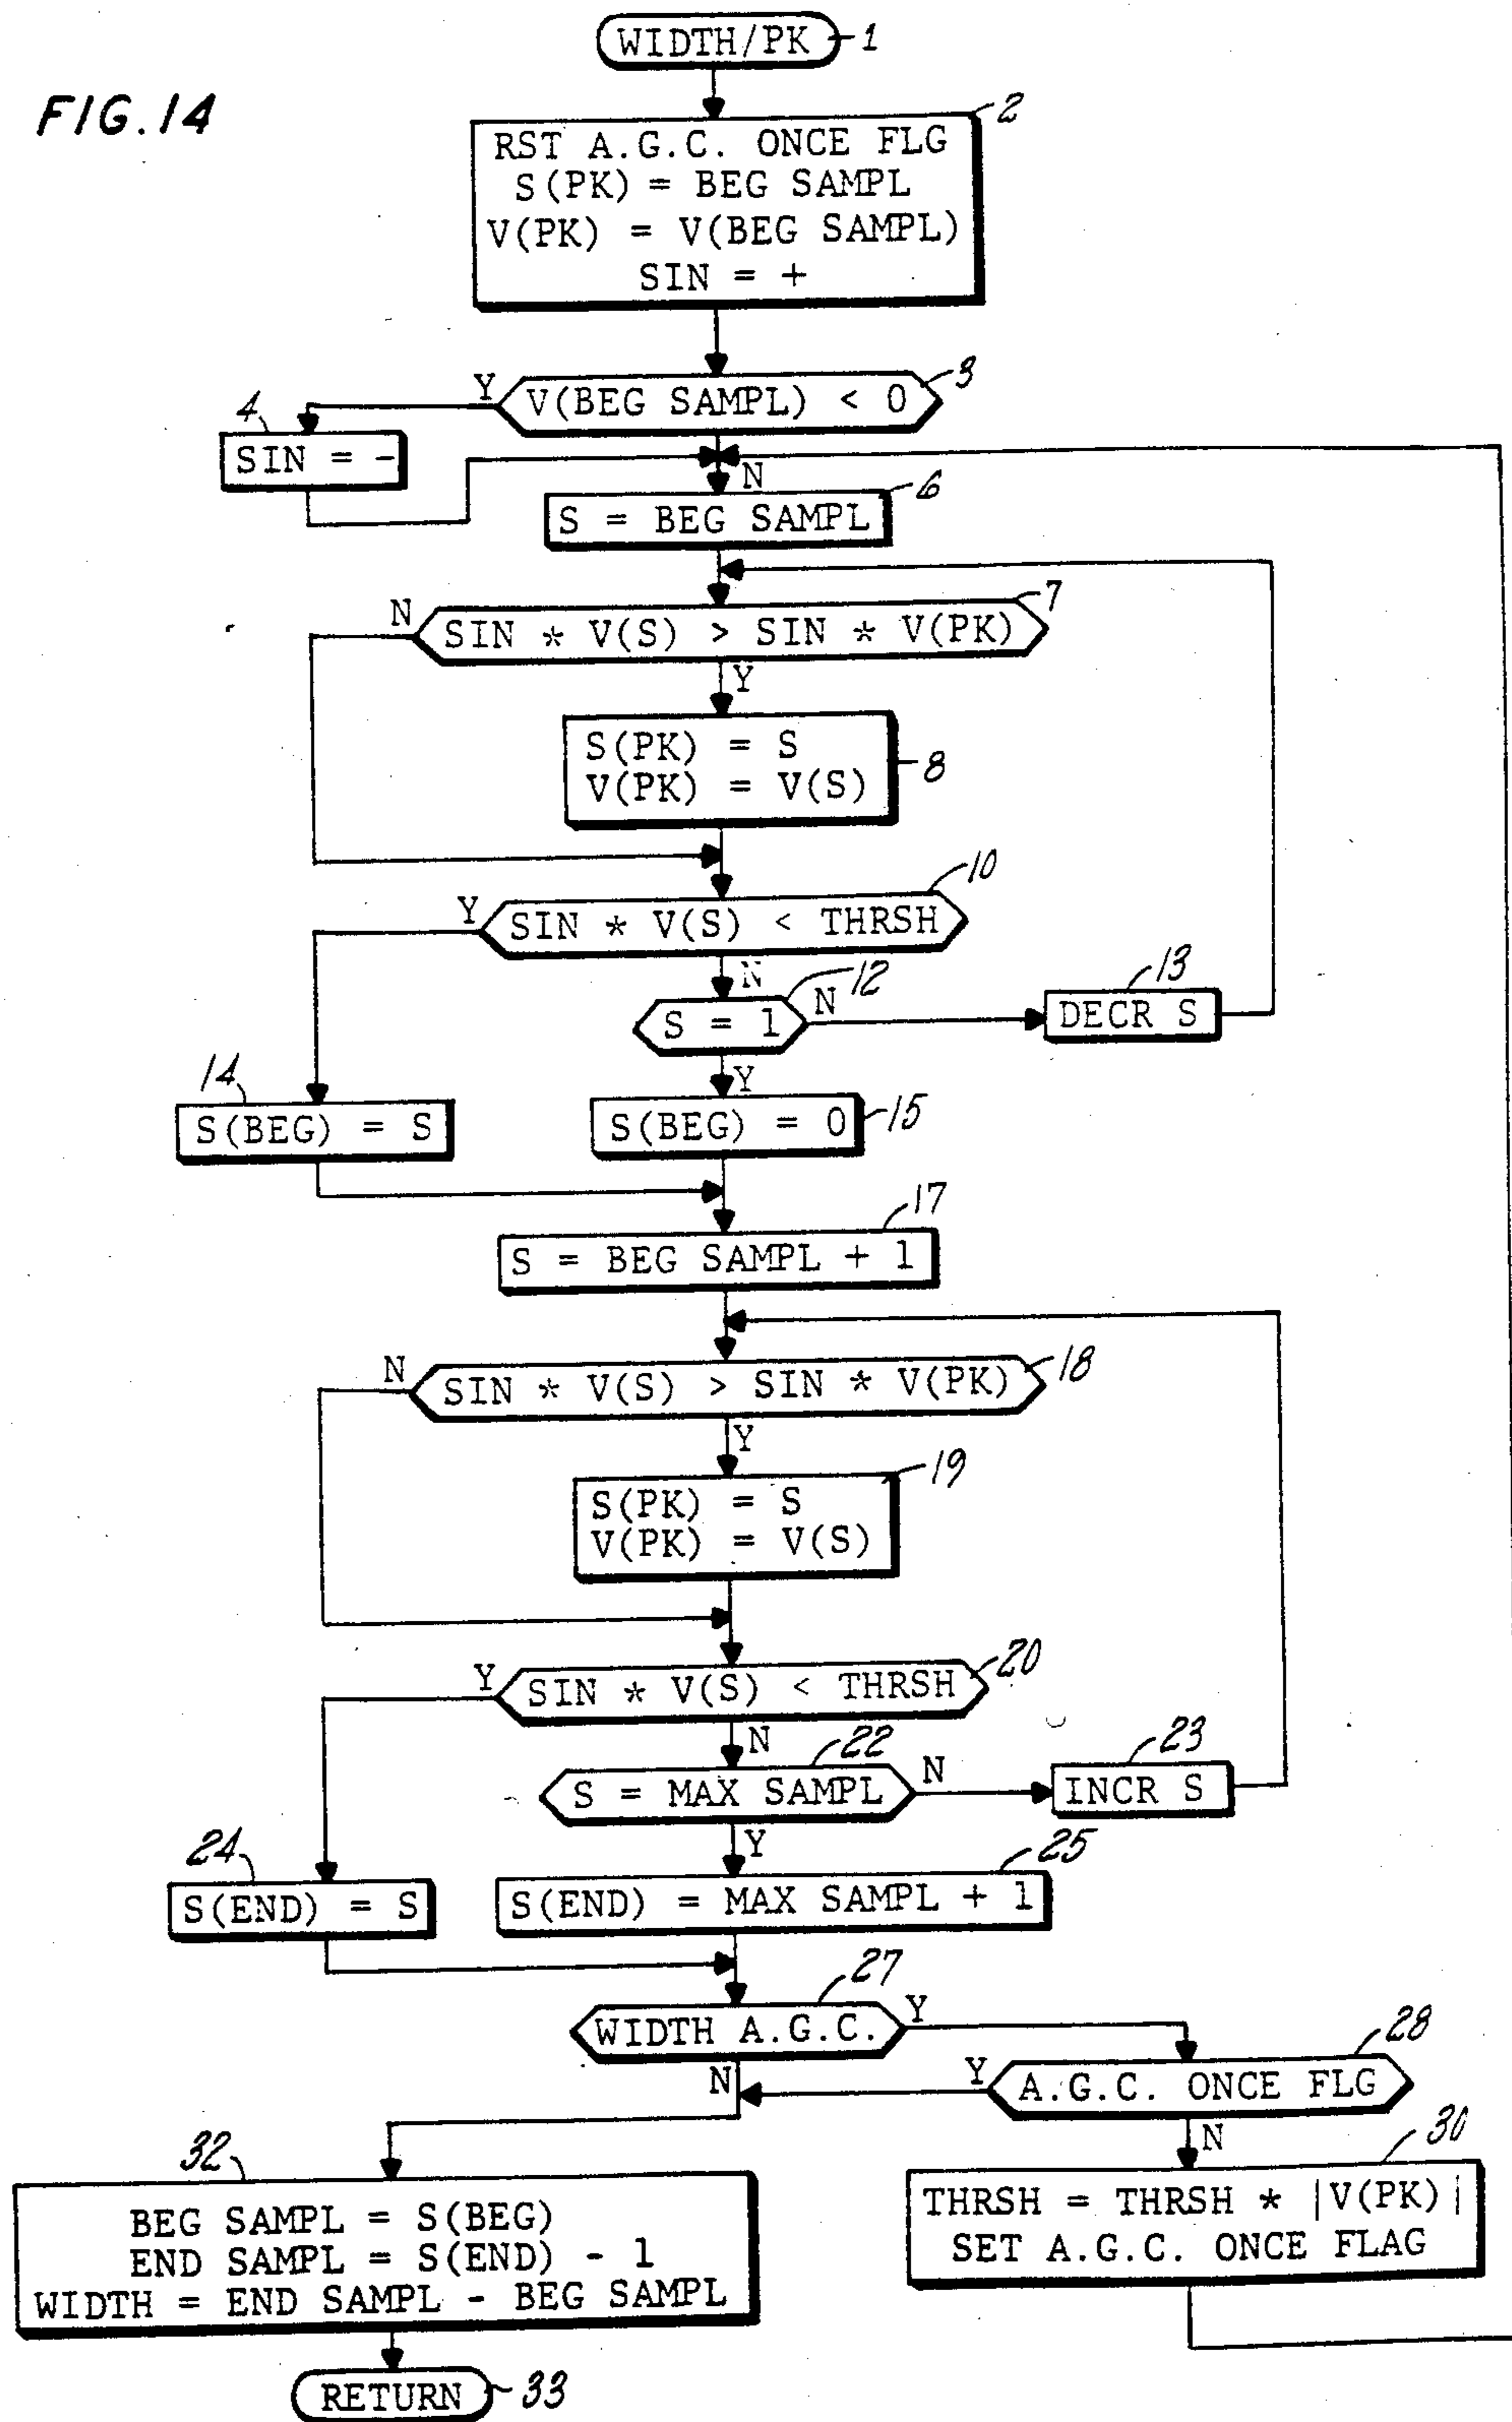 FIG.14
WIDTH/PK
1
2
RST A.G.C. ONCE FLG
S(PK) = BEG SAMPL
V(PK) = V(BEG SAMPL)
SIN = +
3
Y
V(BEG SAMPL) < 0
4
SIN = -
N
6
S = BEG SAMPL
7
N
SIN * V(S) > SIN * V(PK)
Y
S(PK) = S
V(PK) = V(S)
8
10
Y
SIN * V(S) < THRSH
N
12
S = 1
N
13
DECR S
14
S(BEG) = S
Y
S(BEG) = 0
15
17
S = BEG SAMPL + 1
18
N
SIN * V(S) > SIN * V(PK)
Y
19
S(PK) = S
V(PK) = V(S)
20
Y
SIN * V(S) < THRSH
N
22
S = MAX SAMPL
N
23
INCR S
24
S(END) = S
Y
25
S(END) = MAX SAMPL + 1
27
WIDTH A.G.C.
Y
28
N
Y
A.G.C. ONCE FLG
N
30
THRSH = THRSH * |V(PK)|
SET A.G.C. ONCE FLAG
32
BEG SAMPL = S(BEG)
END SAMPL = S(END) - 1
WIDTH = END SAMPL - BEG SAMPL
RETURN
33